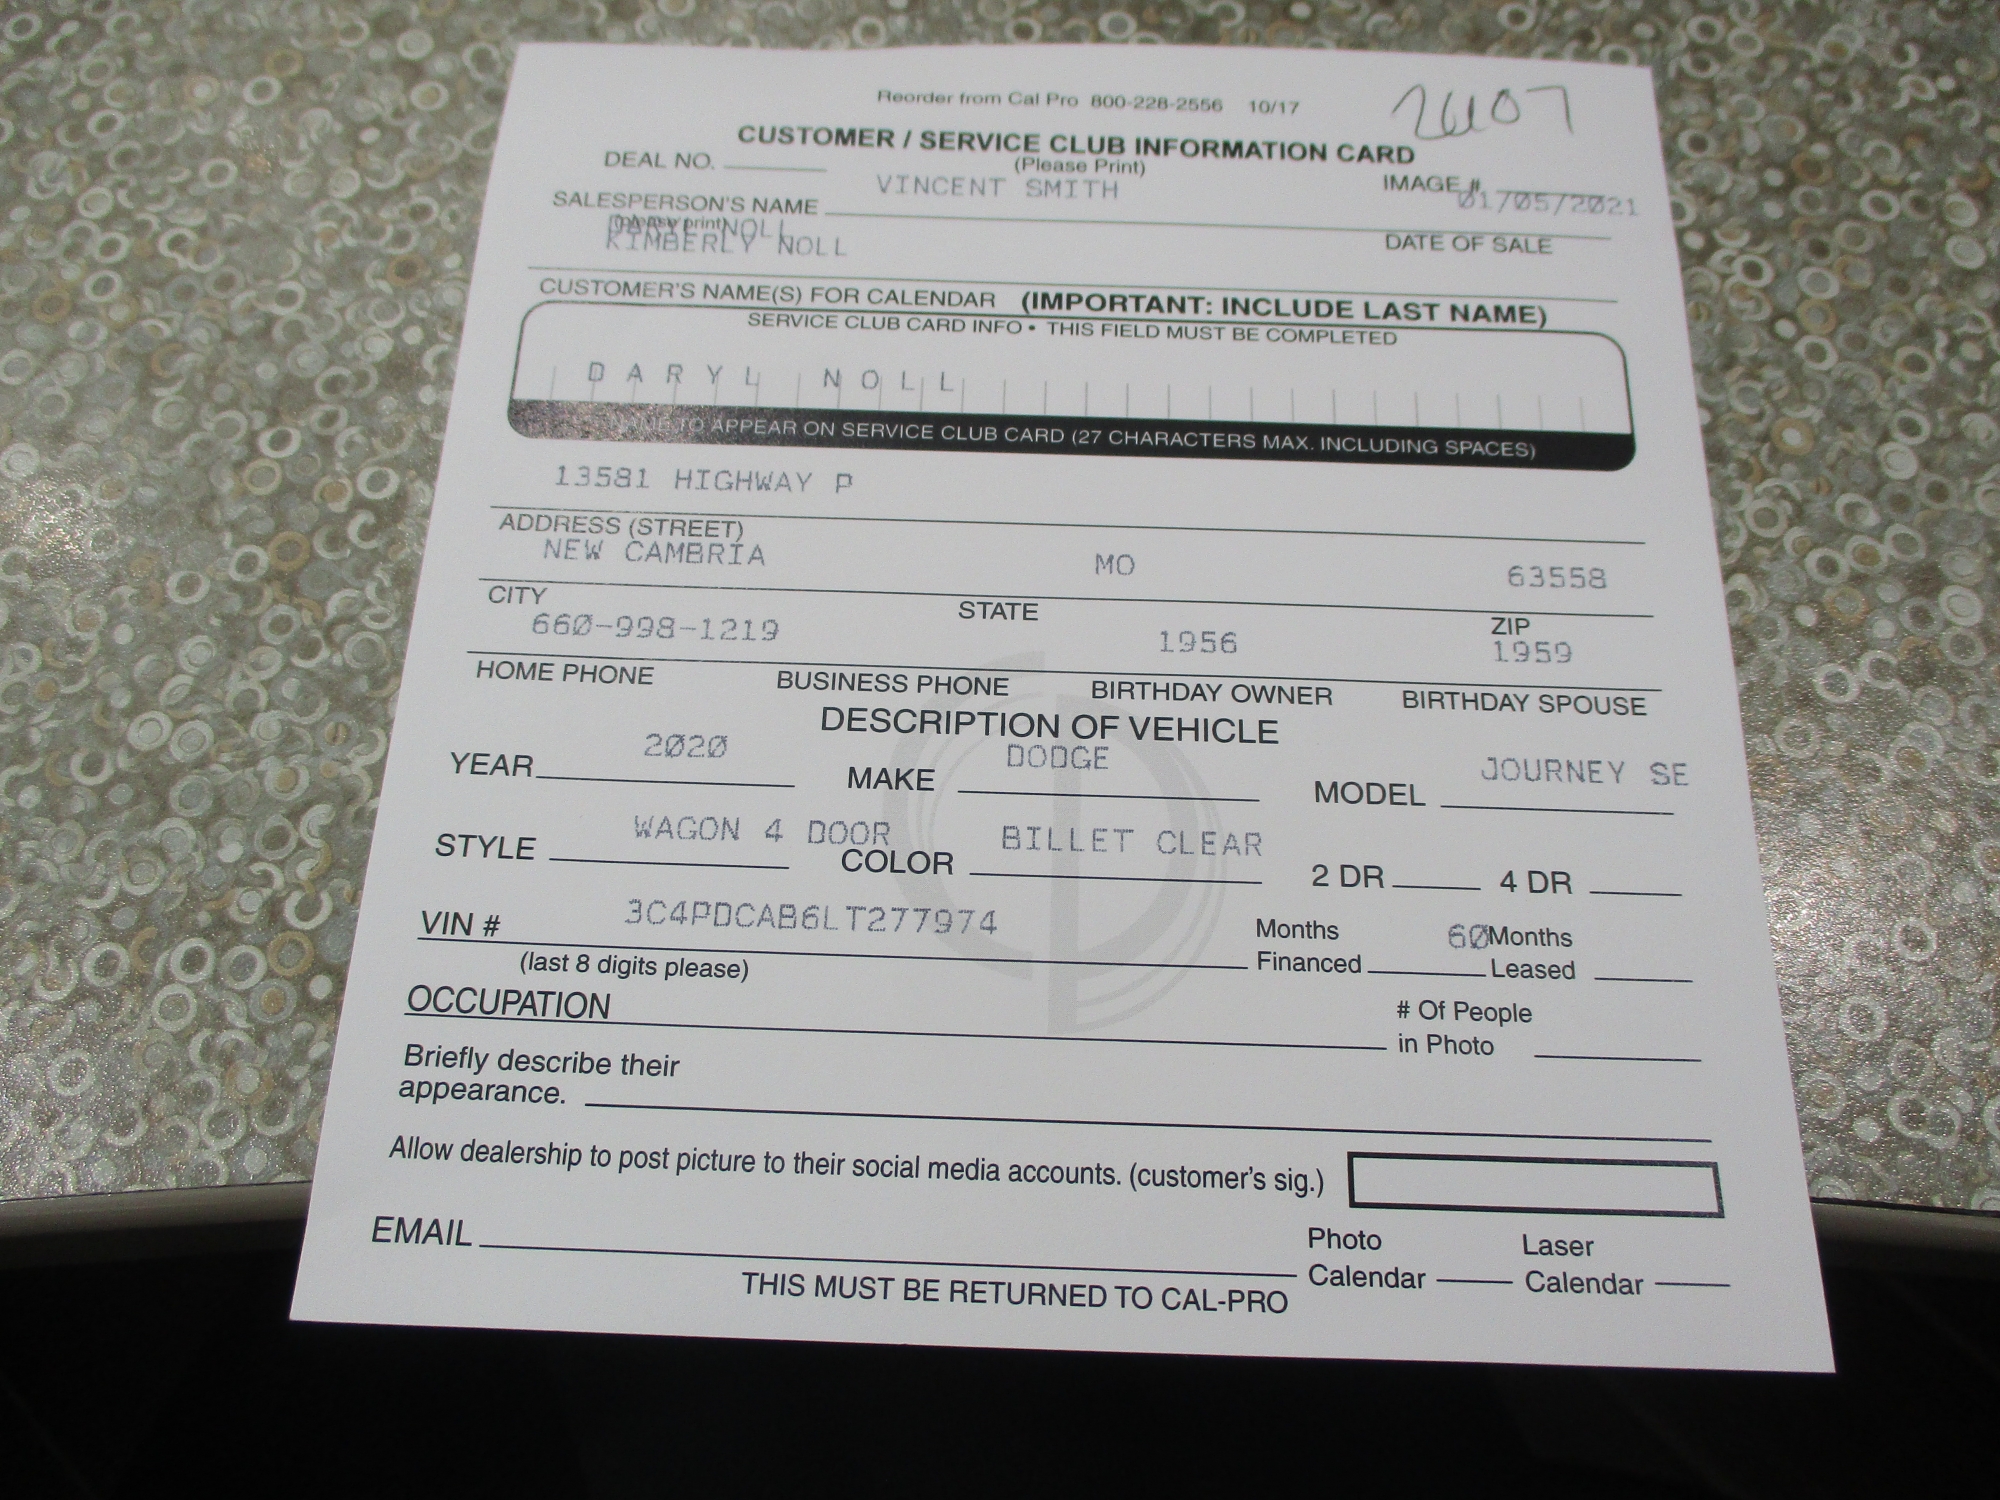 Reorder from Cal Pro 800-228-2556 10/17
CUSTOMER / SERVICE CLUB INFORMATION CARD
(Please Print)
DEAL NO.
IMAGE #
VINCENT SMITH
01/05/2021
SALESPERSON'S NAME
(please print)
NOLL
KIMBERLY NOLL
DATE OF SALE
CUSTOMER'S NAME(S) FOR CALENDAR (IMPORTANT: INCLUDE LAST NAME)
SERVICE CLUB CARD INFO • THIS FIELD MUST BE COMPLETED
DARYL NOLL
NAME TO APPEAR ON SERVICE CLUB CARD (27 CHARACTERS MAX. INCLUDING SPACES)
13581 HIGHWAY P
ADDRESS (STREET)
NEW CAMBRIA MO 63558
CITY STATE ZIP
660-998-1219 1956 1959
HOME PHONE BUSINESS PHONE BIRTHDAY OWNER BIRTHDAY SPOUSE
DESCRIPTION OF VEHICLE
YEAR 2020 MAKE DODGE MODEL JOURNEY SE
STYLE WAGON 4 DOOR COLOR BILLET CLEAR 2 DR 4 DR
VIN # 3C4PDCAB6LT277974 Months Financed 60 Months Leased
(last 8 digits please)
OCCUPATION # Of People in Photo
Briefly describe their
appearance.
Allow dealership to post picture to their social media accounts. (customer's sig.)
EMAIL Photo Calendar Laser Calendar
THIS MUST BE RETURNED TO CAL-PRO